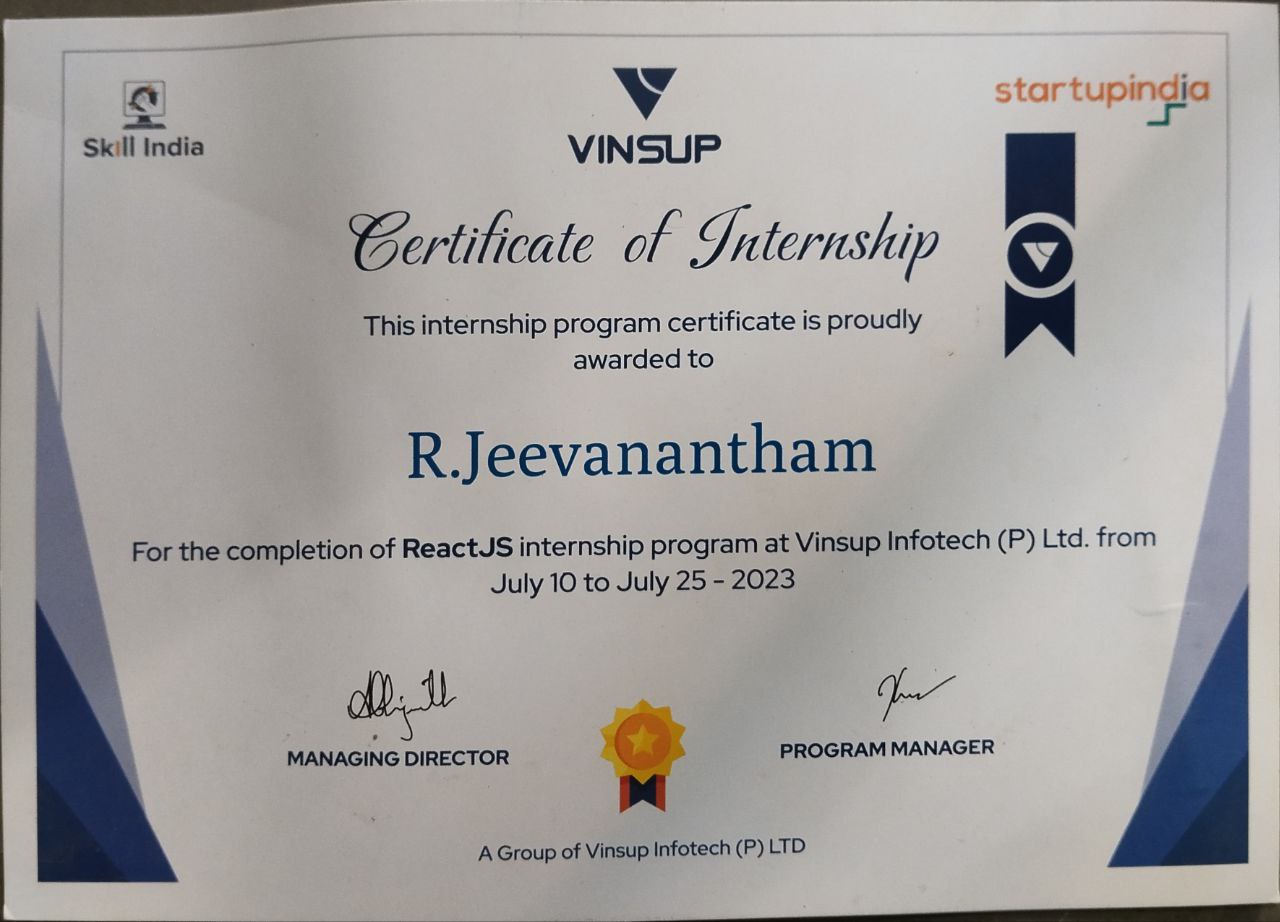 Skill India
VINSUP
startupindia
Certificate of Internship
This internship program certificate is proudly
awarded to
R.Jeevanantham
For the completion of ReactJS internship program at Vinsup Infotech (P) Ltd. from
July 10 to July 25 - 2023
MANAGING DIRECTOR
PROGRAM MANAGER
A Group of Vinsup Infotech (P) LTD